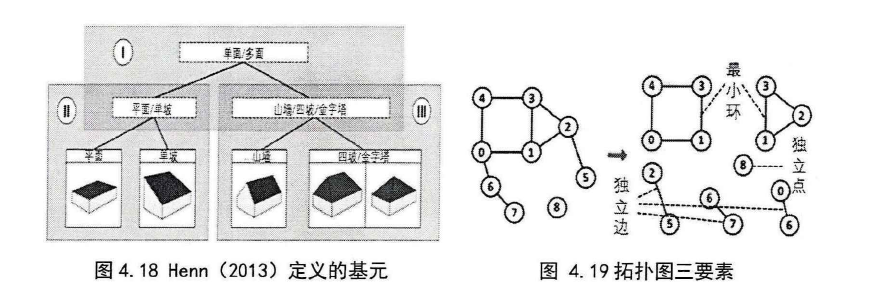 Ⅰ
单面/多面
Ⅱ
平面/单坡
山墙/四坡/金字塔
Ⅲ
平面
单坡
山墙
四坡/金字塔
图 4.18 Henn（2013）定义的基元
4
3
2
0
1
5
6
7
8
4
3
0
1
最小环
3
2
1
8
独立点
独立边
2
5
6
7
0
6
图 4.19 拓扑图三要素